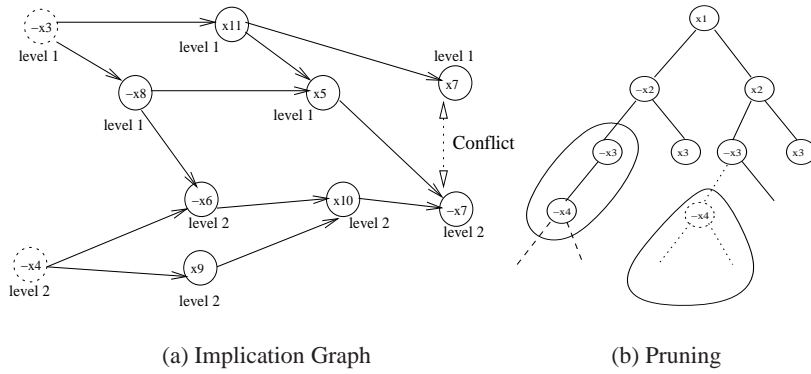 −x3
level 1
x11
level 1
level 1
x7
−x8
level 1
x5
level 1
Conflict
−x6
level 2
x10
level 2
−x7
level 2
−x4
level 2
x9
level 2
(a) Implication Graph
x1
−x2
x2
−x3
x3
−x3
x3
−x4
−x4
(b) Pruning